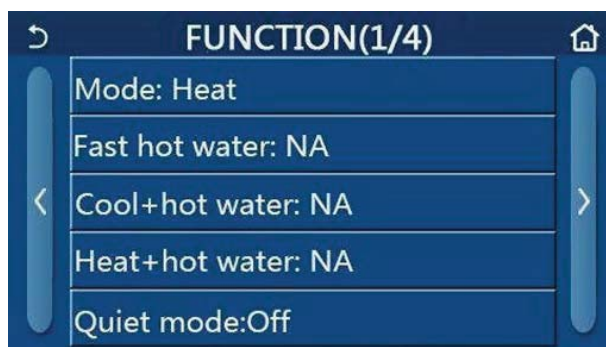 FUNCTION(1/4)
Mode: Heat
Fast hot water: NA
Cool+hot water: NA
Heat+hot water: NA
Quiet mode:Off